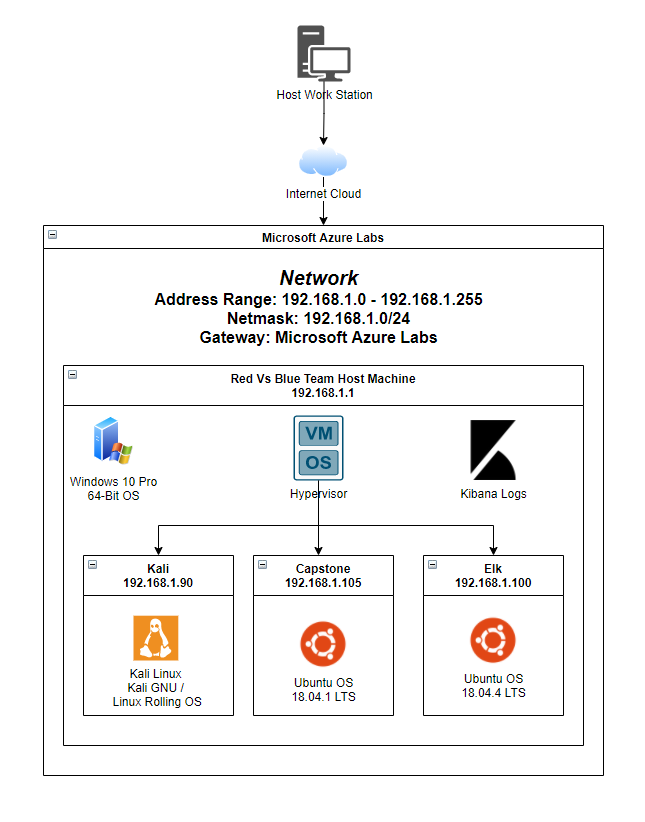 Host Work Station
Internet Cloud
Microsoft Azure Labs
Network
Address Range: 192.168.1.0 - 192.168.1.255
Netmask: 192.168.1.0/24
Gateway: Microsoft Azure Labs
Red Vs Blue Team Host Machine
192.168.1.1
VM
OS
Windows 10 Pro
64-Bit OS
Hypervisor
Kibana Logs
Kali
192.168.1.90
Kali Linux
Kali GNU /
Linux Rolling OS
Capstone
192.168.1.105
Ubuntu OS
18.04.1 LTS
Elk
192.168.1.100
Ubuntu OS
18.04.4 LTS